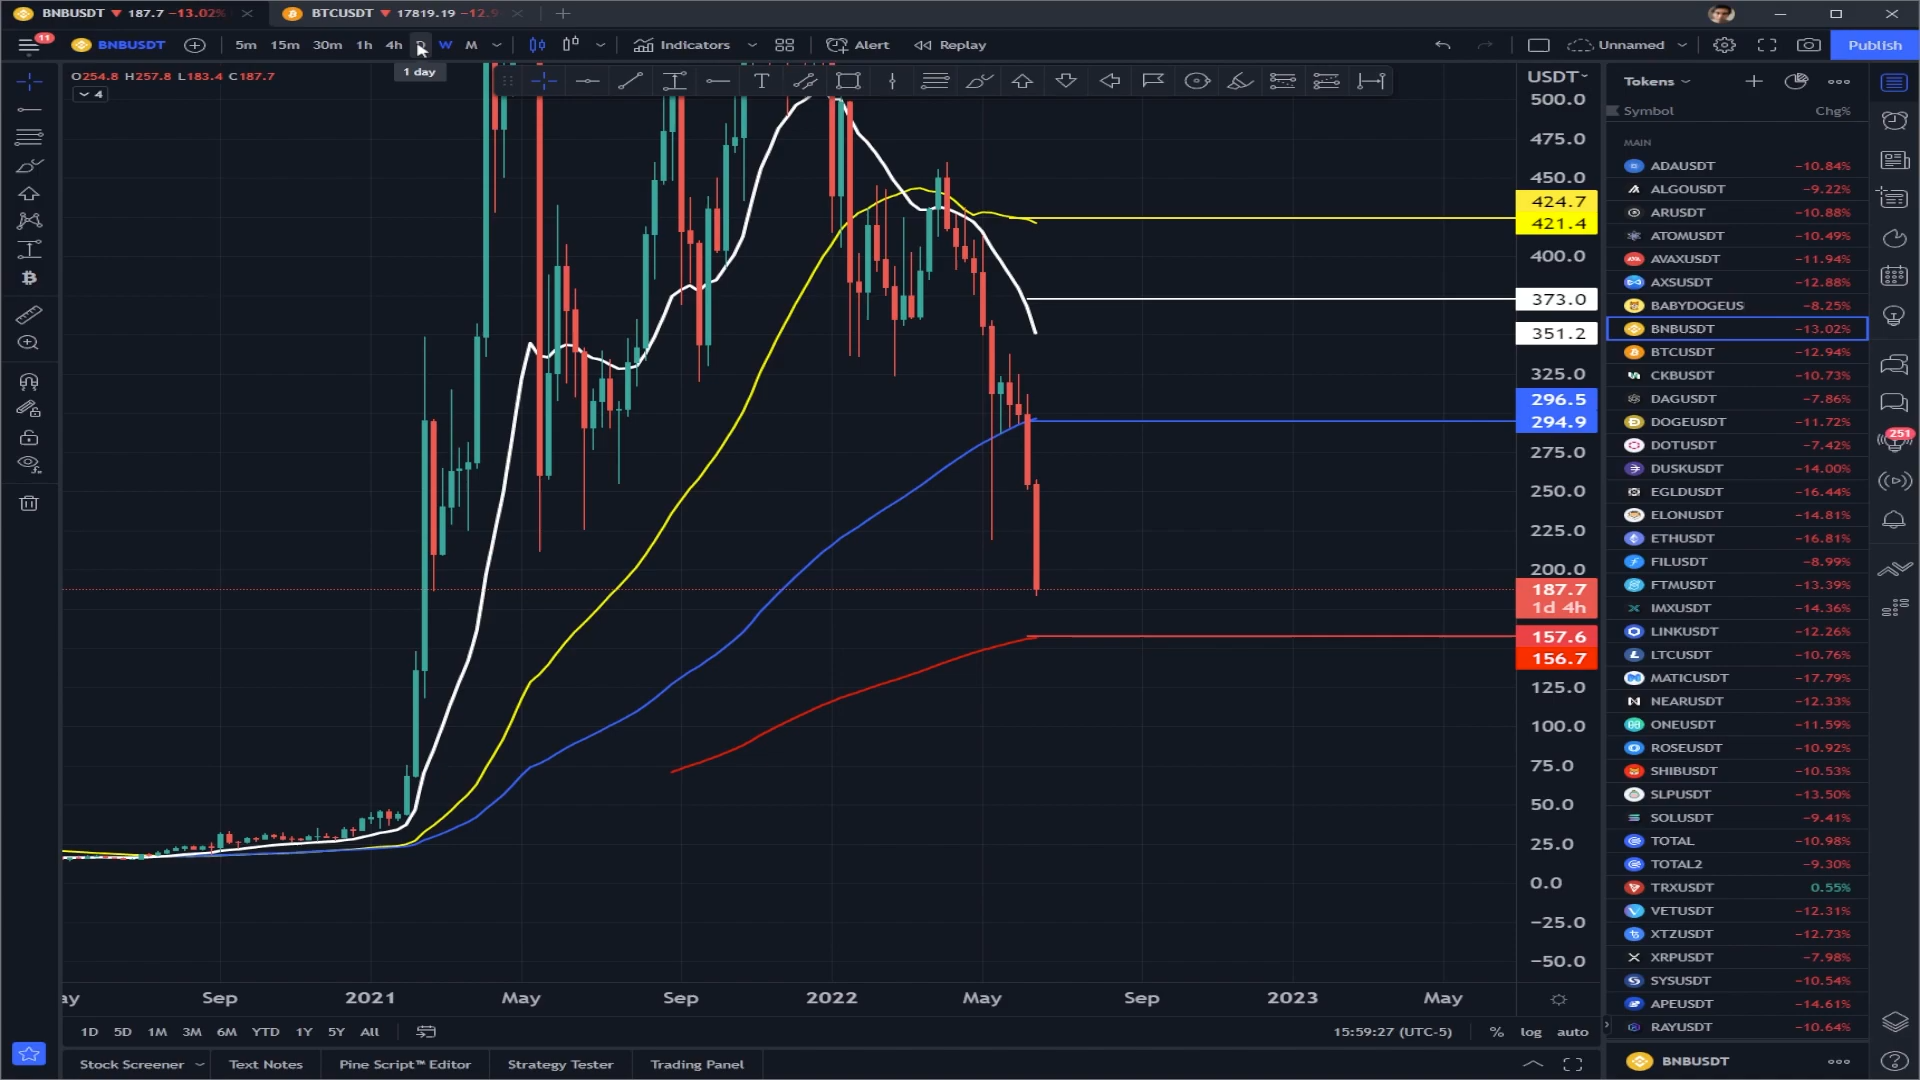 BNBUSDT ▼ 187.7 −13.02%
BTCUSDT ▼ 17819.19 −12.9
11
BNBUSDT
5m 15m 30m 1h 4h D W M
Indicators
Alert
Replay
Unnamed
Publish
1 day
O254.8 H257.8 L183.4 C187.7
4
USDT
500.0
475.0
450.0
424.7
421.4
400.0
373.0
351.2
325.0
296.5
294.9
275.0
250.0
225.0
200.0
187.7
1d 4h
157.6
156.7
125.0
100.0
75.0
50.0
25.0
0.0
−25.0
−50.0
ay Sep 2021 May Sep 2022 May Sep 2023 May
1D 5D 1M 3M 6M YTD 1Y 5Y All
15:59:27 (UTC-5) % log auto
Stock Screener Text Notes Pine Script™ Editor Strategy Tester Trading Panel
Tokens
Symbol Chg%
MAIN
ADAUSDT −10.84%
ALGOUSDT −9.22%
ARUSDT −10.88%
ATOMUSDT −10.49%
AVAXUSDT −11.94%
AXSUSDT −12.88%
BABYDOGEUS −8.25%
BNBUSDT −13.02%
BTCUSDT −12.94%
CKBUSDT −10.73%
DAGUSDT −7.86%
DOGEUSDT −11.72%
DOTUSDT −7.42%
DUSKUSDT −14.00%
EGLDUSDT −16.44%
ELONUSDT −14.81%
ETHUSDT −16.81%
FILUSDT −8.99%
FTMUSDT −13.39%
IMXUSDT −14.36%
LINKUSDT −12.26%
LTCUSDT −10.76%
MATICUSDT −17.79%
NEARUSDT −12.33%
ONEUSDT −11.59%
ROSEUSDT −10.92%
SHIBUSDT −10.53%
SLPUSDT −13.50%
SOLUSDT −9.41%
TOTAL −10.98%
TOTAL2 −9.30%
TRXUSDT 0.55%
VETUSDT −12.31%
XTZUSDT −12.73%
XRPUSDT −7.98%
SYSUSDT −10.54%
APEUSDT −14.61%
RAYUSDT −10.64%
BNBUSDT
251